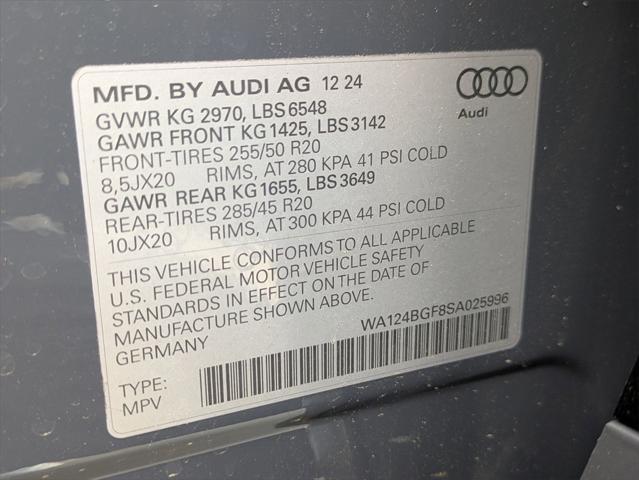 MFD. BY AUDI AG 12 24
Audi
GVWR KG 2970, LBS 6548
GAWR FRONT KG 1425, LBS 3142
FRONT-TIRES 255/50 R20
8,5JX20 RIMS, AT 280 KPA 41 PSI COLD
GAWR REAR KG 1655, LBS 3649
REAR-TIRES 285/45 R20
10JX20 RIMS, AT 300 KPA 44 PSI COLD
THIS VEHICLE CONFORMS TO ALL APPLICABLE
U.S. FEDERAL MOTOR VEHICLE SAFETY
STANDARDS IN EFFECT ON THE DATE OF
MANUFACTURE SHOWN ABOVE.
GERMANY
WA124BGF8SA025996
TYPE:
MPV